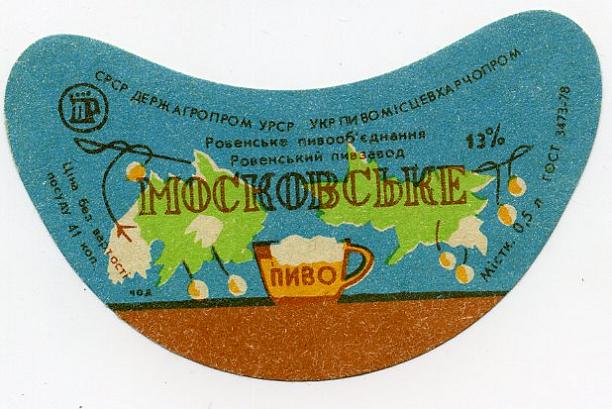 СРСР ДЕРЖАГРОПРОМ УРСР УКРПИВОМІСЦЕВХАРЧОПРОМ
Ровенське пивооб'єднання
Ровенський пивзавод
13%
ГОСТ 3473-78
МОСКОВСЬКЕ
Ціна без вартості
посуду 41 коп.
Містк. 0,5 л
ПИВО